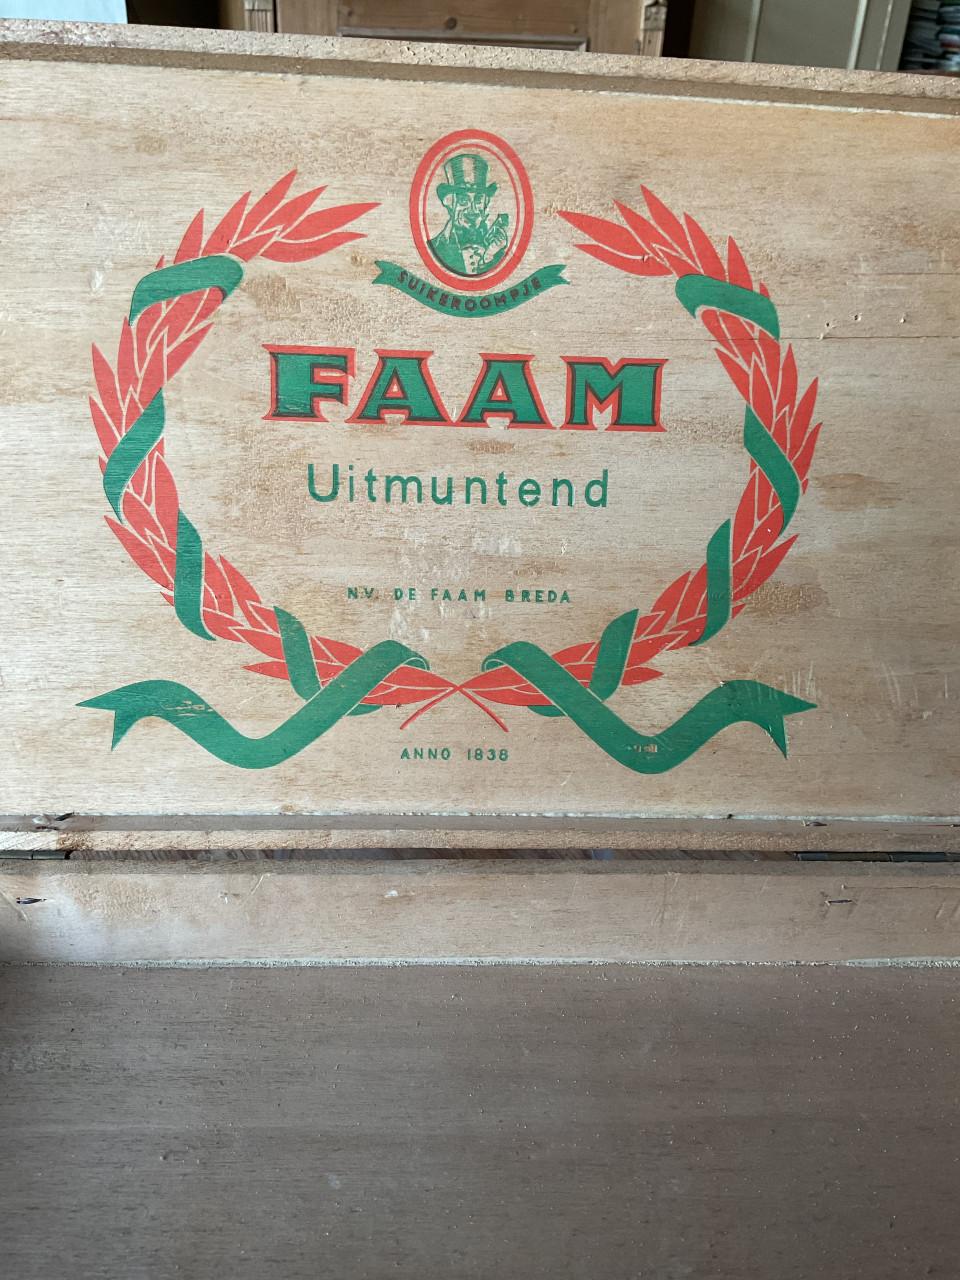 SUIKEROOMPJE
FAAM
Uitmuntend
N.V. DE FAAM BREDA
ANNO 1838